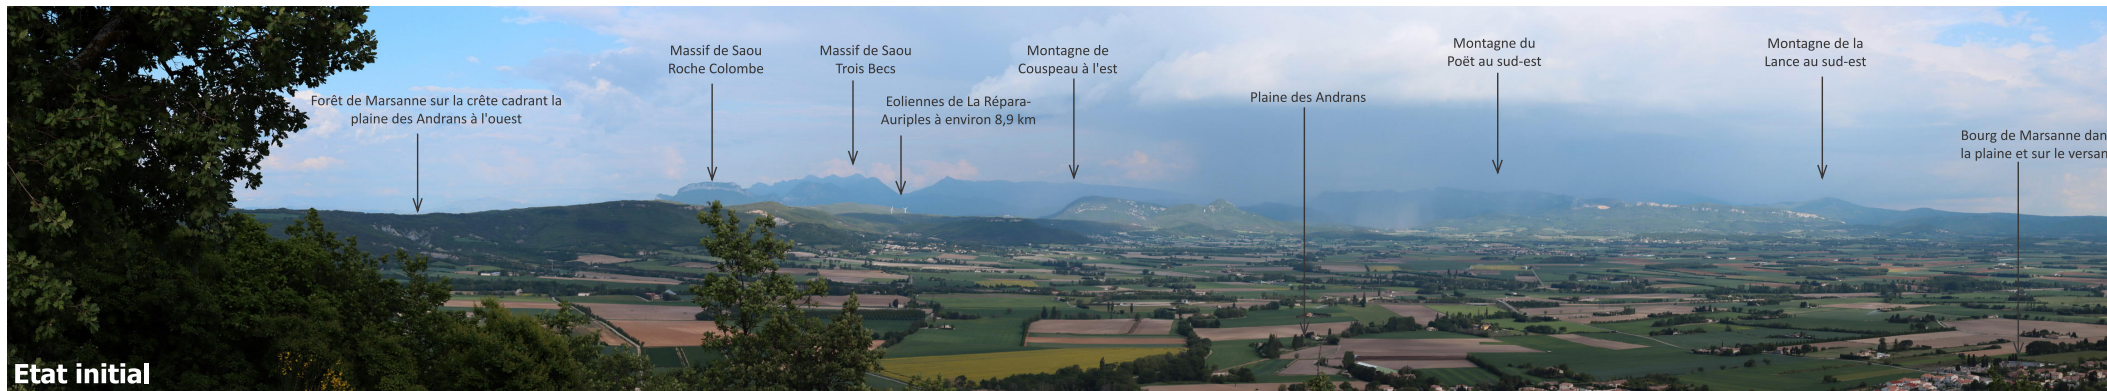 Massif de Saou
Roche Colombe
Massif de Saou
Trois Becs
Montagne de
Couspeau à l'est
Montagne du
Poët au sud-est
Montagne de la
Lance au sud-est
Forêt de Marsanne sur la crête cadrant la
plaine des Andrans à l'ouest
Eoliennes de La Répara-
Auriples à environ 8,9 km
Plaine des Andrans
Bourg de Marsanne dan
la plaine et sur le versan
Etat initial